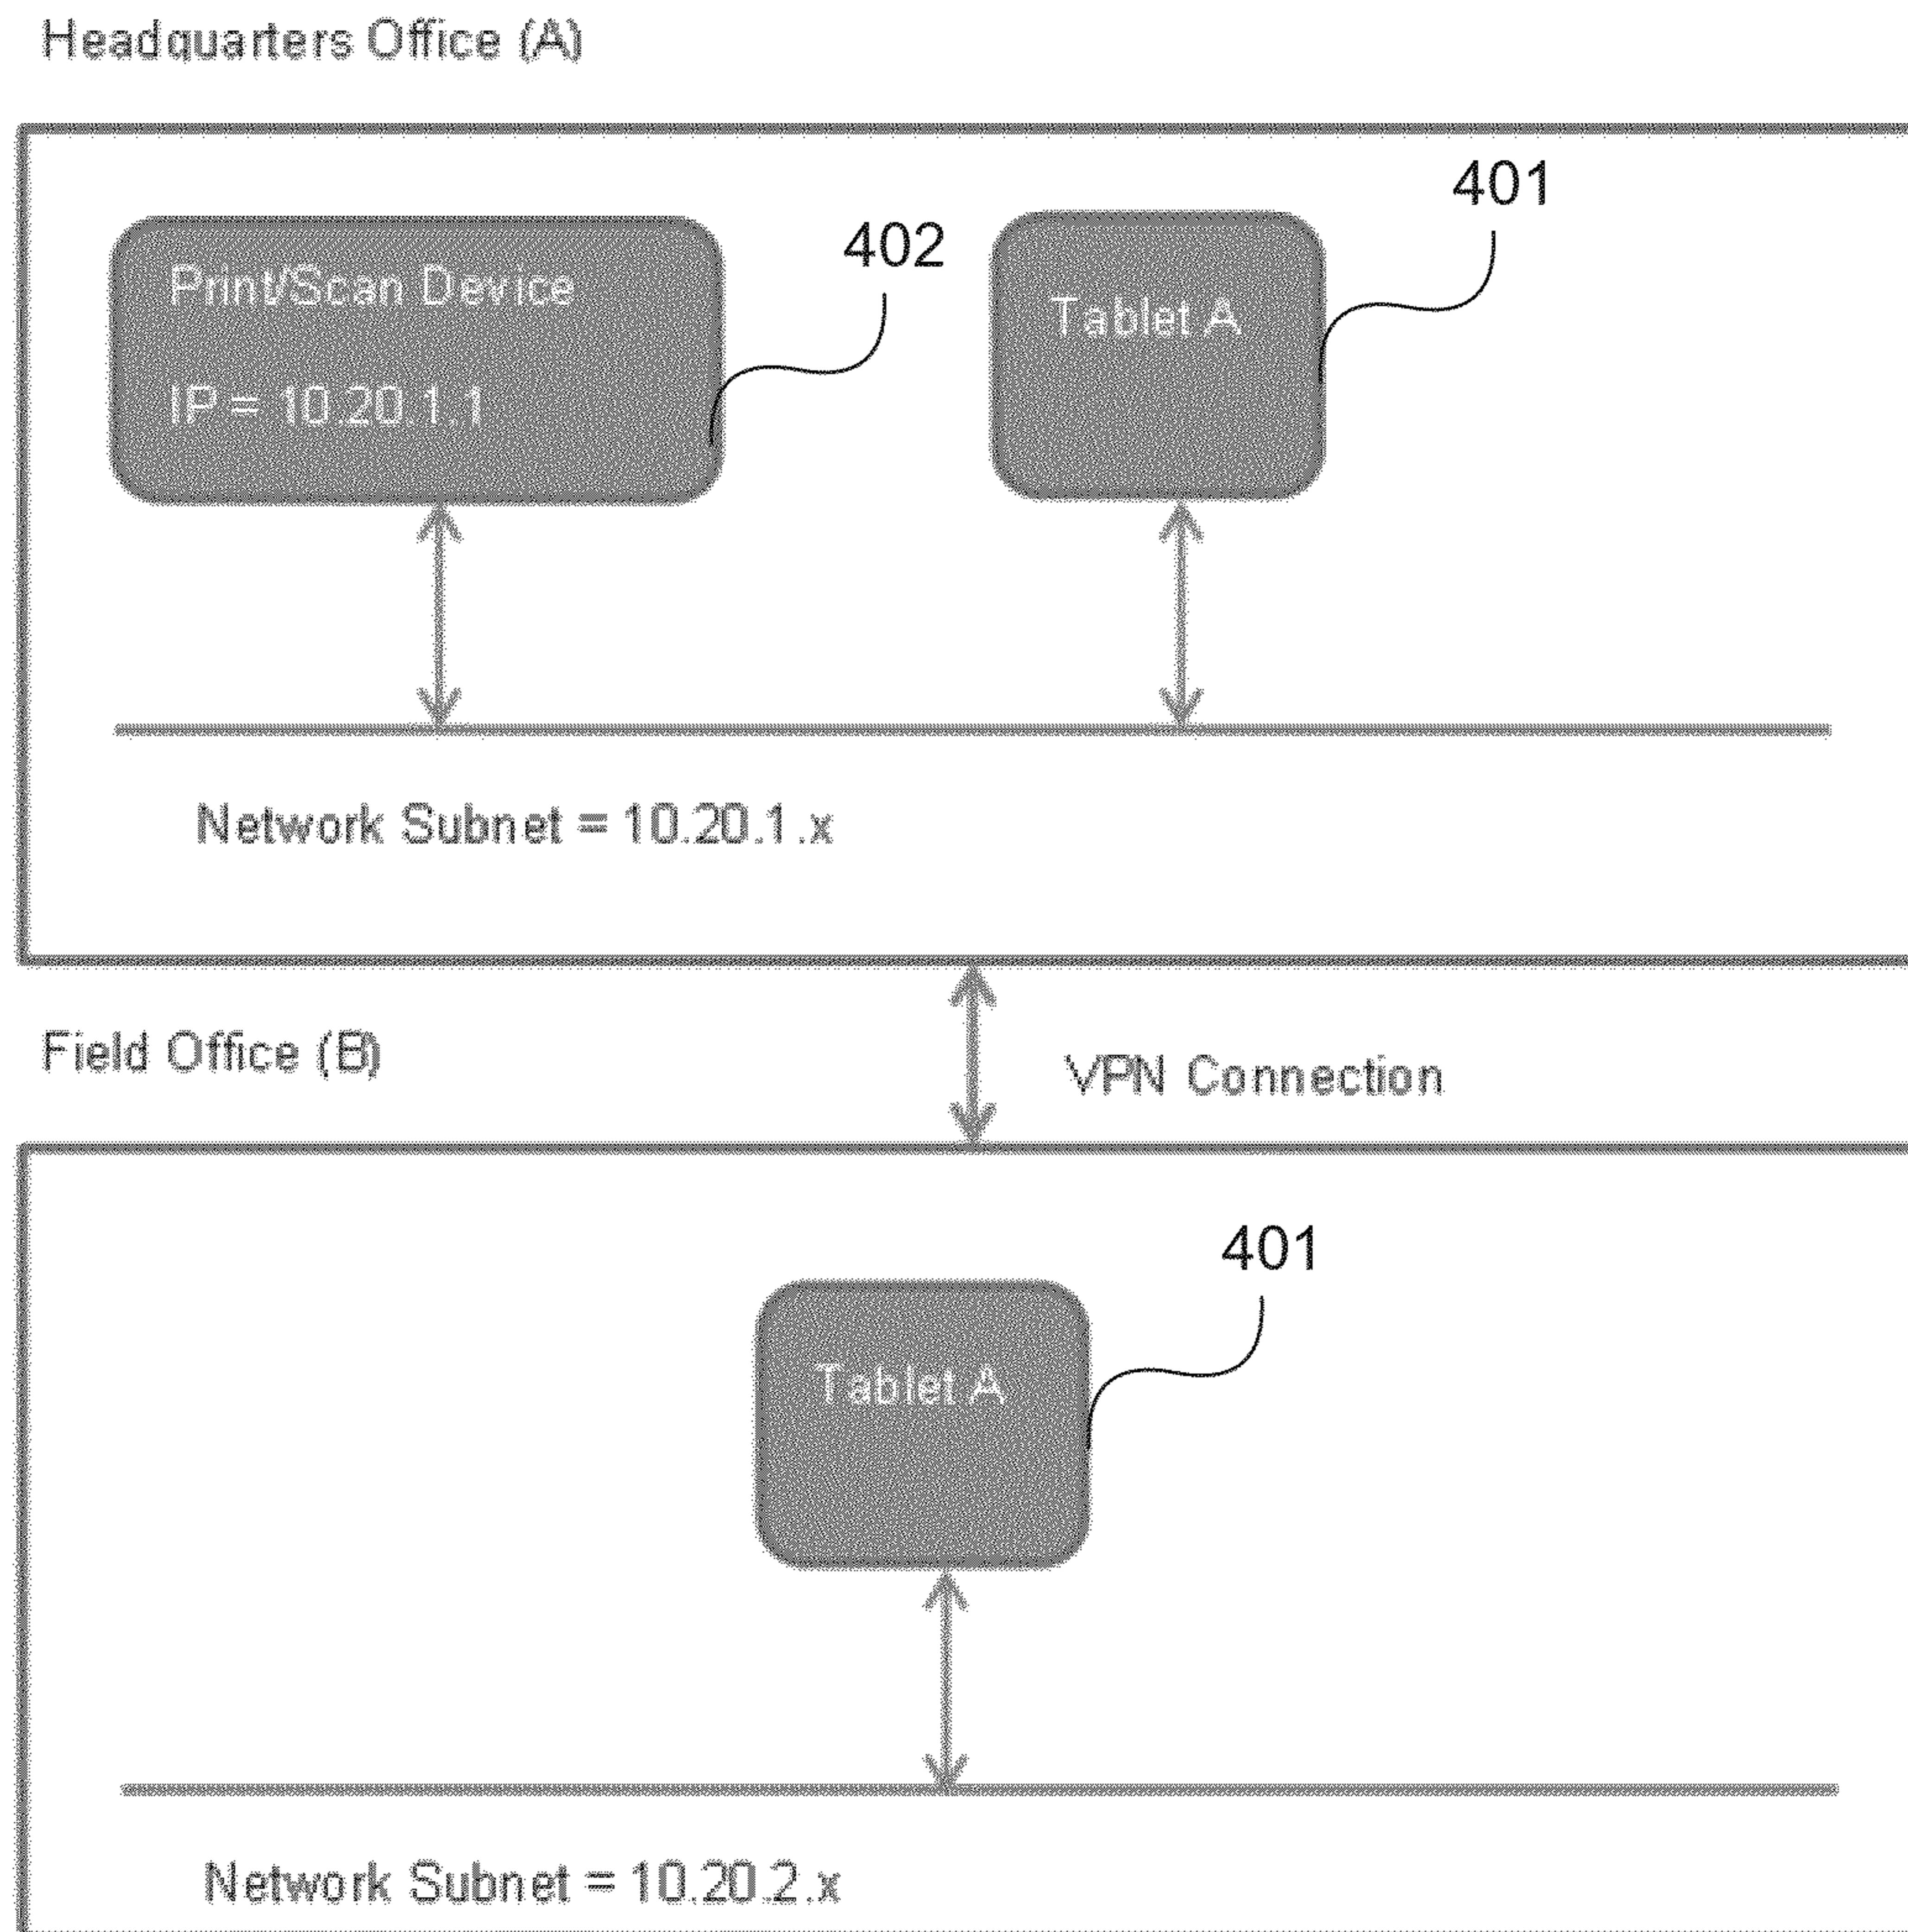 Headquarters Office (A)
401
402
Print/Scan Device
Tablet A
IP = 10.20.1.1
Network Subnet = 10.20.1.x
Field Office (B)
VPN Connection
401
Tablet A
Network Subnet = 10.20.2.x